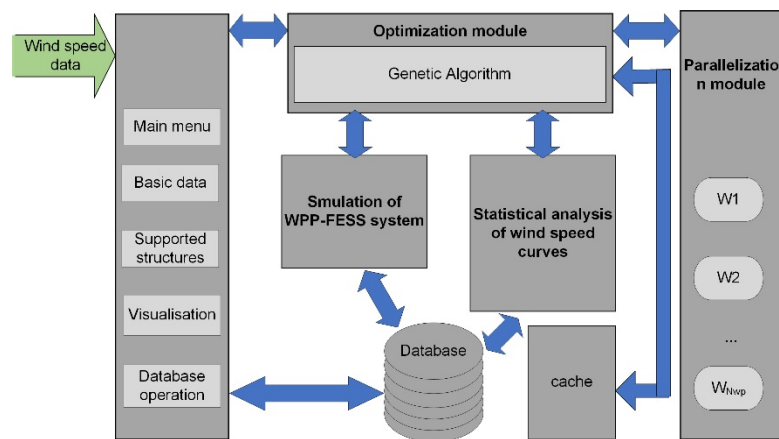 Wind speed
data
Main menu
Basic data
Supported
structures
Visualisation
Database
operation
Optimization module
Genetic Algorithm
Smulation of
WPP-FESS system
Statistical analysis
of wind speed
curves
Database
cache
Parallelizatio
n module
W1
W2
...
WNwp